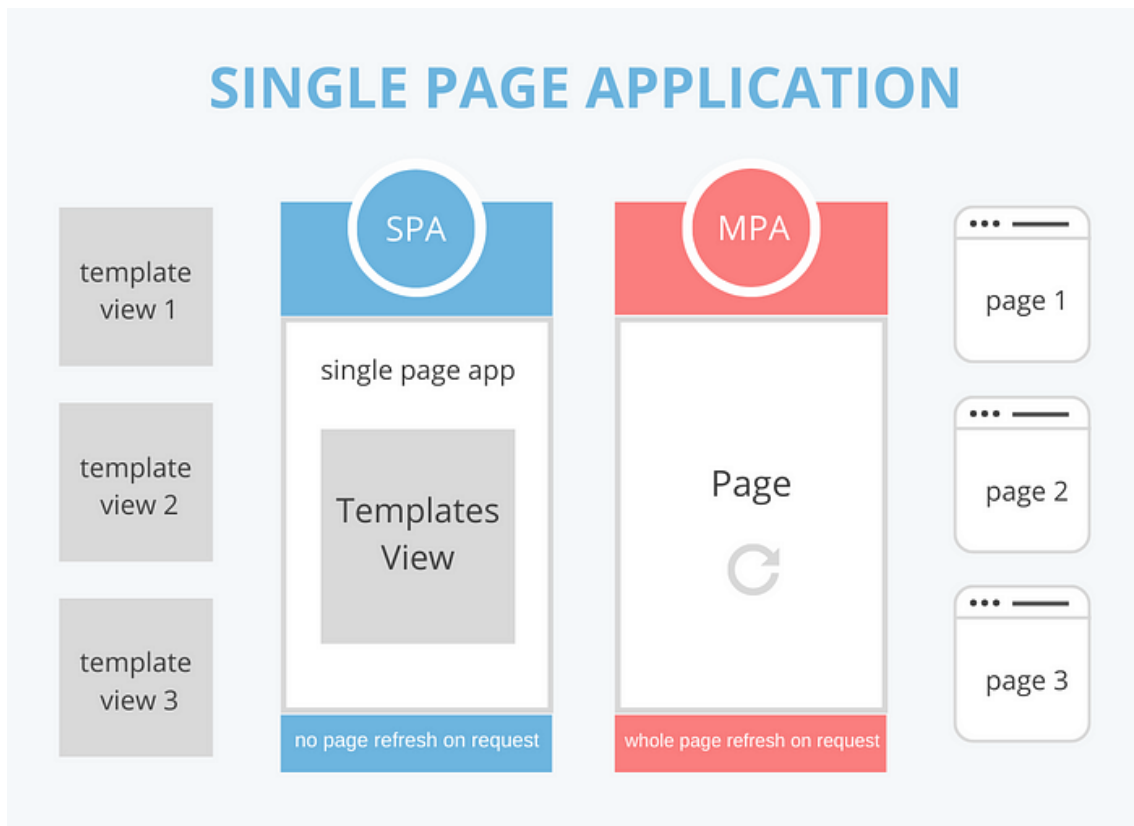 SINGLE PAGE APPLICATION
template
view 1
template
view 2
template
view 3
SPA
single page app
Templates
View
no page refresh on request
MPA
Page
whole page refresh on request
page 1
page 2
page 3